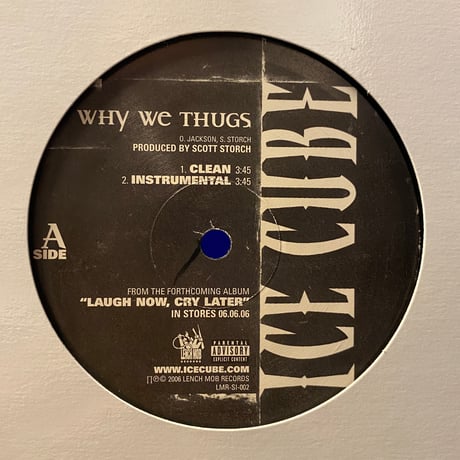 WHY WE THUGS
O. JACKSON, S. STORCH
PRODUCED BY SCOTT STORCH
1. CLEAN 3:45
2. INSTRUMENTAL 3:45
A
SIDE
FROM THE FORTHCOMING ALBUM
"LAUGH NOW, CRY LATER"
IN STORES 06.06.06
LENCH MOB
PARENTAL
ADVISORY
EXPLICIT CONTENT
WWW.ICECUBE.COM
℗© 2006 LENCH MOB RECORDS
LMR-SI-002
ICE CUBE